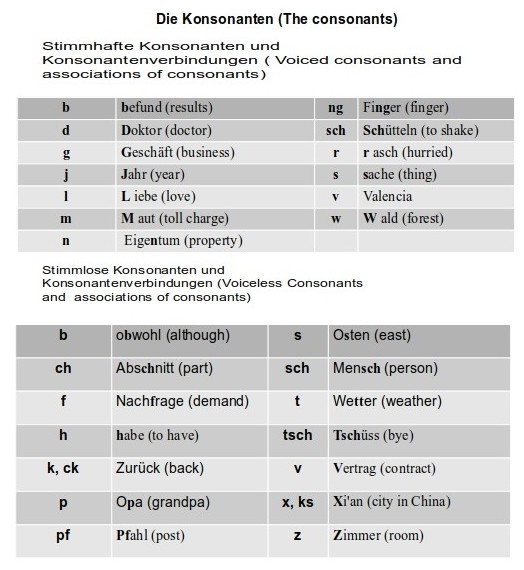 Die Konsonanten (The consonants)
Stimmhafte Konsonanten und
Konsonantenverbindungen ( Voiced consonants and
associations of consonants)
b befund (results) ng Finger (finger)
d Doktor (doctor) sch Schütteln (to shake)
g Geschäft (business) r r asch (hurried)
j Jahr (year) s sache (thing)
l L iebe (love) v Valencia
m M aut (toll charge) w W ald (forest)
n Eigentum (property)
Stimmlose Konsonanten und
Konsonantenverbindungen (Voiceless Consonants
and associations of consonants)
b obwohl (although) s Osten (east)
ch Abschnitt (part) sch Mensch (person)
f Nachfrage (demand) t Wetter (weather)
h habe (to have) tsch Tschüss (bye)
k, ck Zurück (back) v Vertrag (contract)
p Opa (grandpa) x, ks Xi'an (city in China)
pf Pfahl (post) z Zimmer (room)